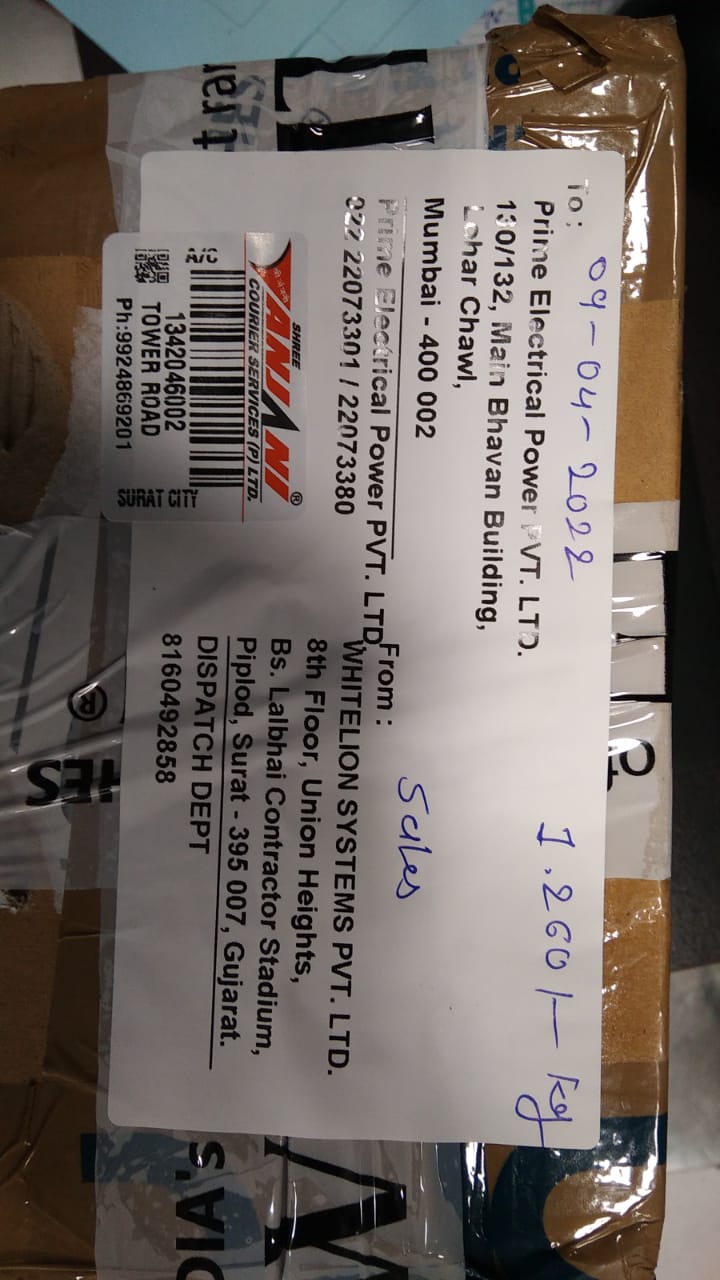 09-04-2022
To:
Prime Electrical Power PVT. LTD.
130/132, Main Bhavan Building,
Lohar Chawl,
Mumbai - 400 002
Prime Electrical Power PVT. LTD
022 22073301 / 22073380
1.260/- kg
Sales
From :
WHITELION SYSTEMS PVT. LTD.
8th Floor, Union Heights,
Bs. Lalbhai Contractor Stadium,
Piplod, Surat - 395 007, Gujarat.
DISPATCH DEPT
8160492858
SHREE
ANJANI®
COURIER SERVICES (P) LTD.
A/C
1342046002
TOWER ROAD
Ph:9924869201
SURAT CITY